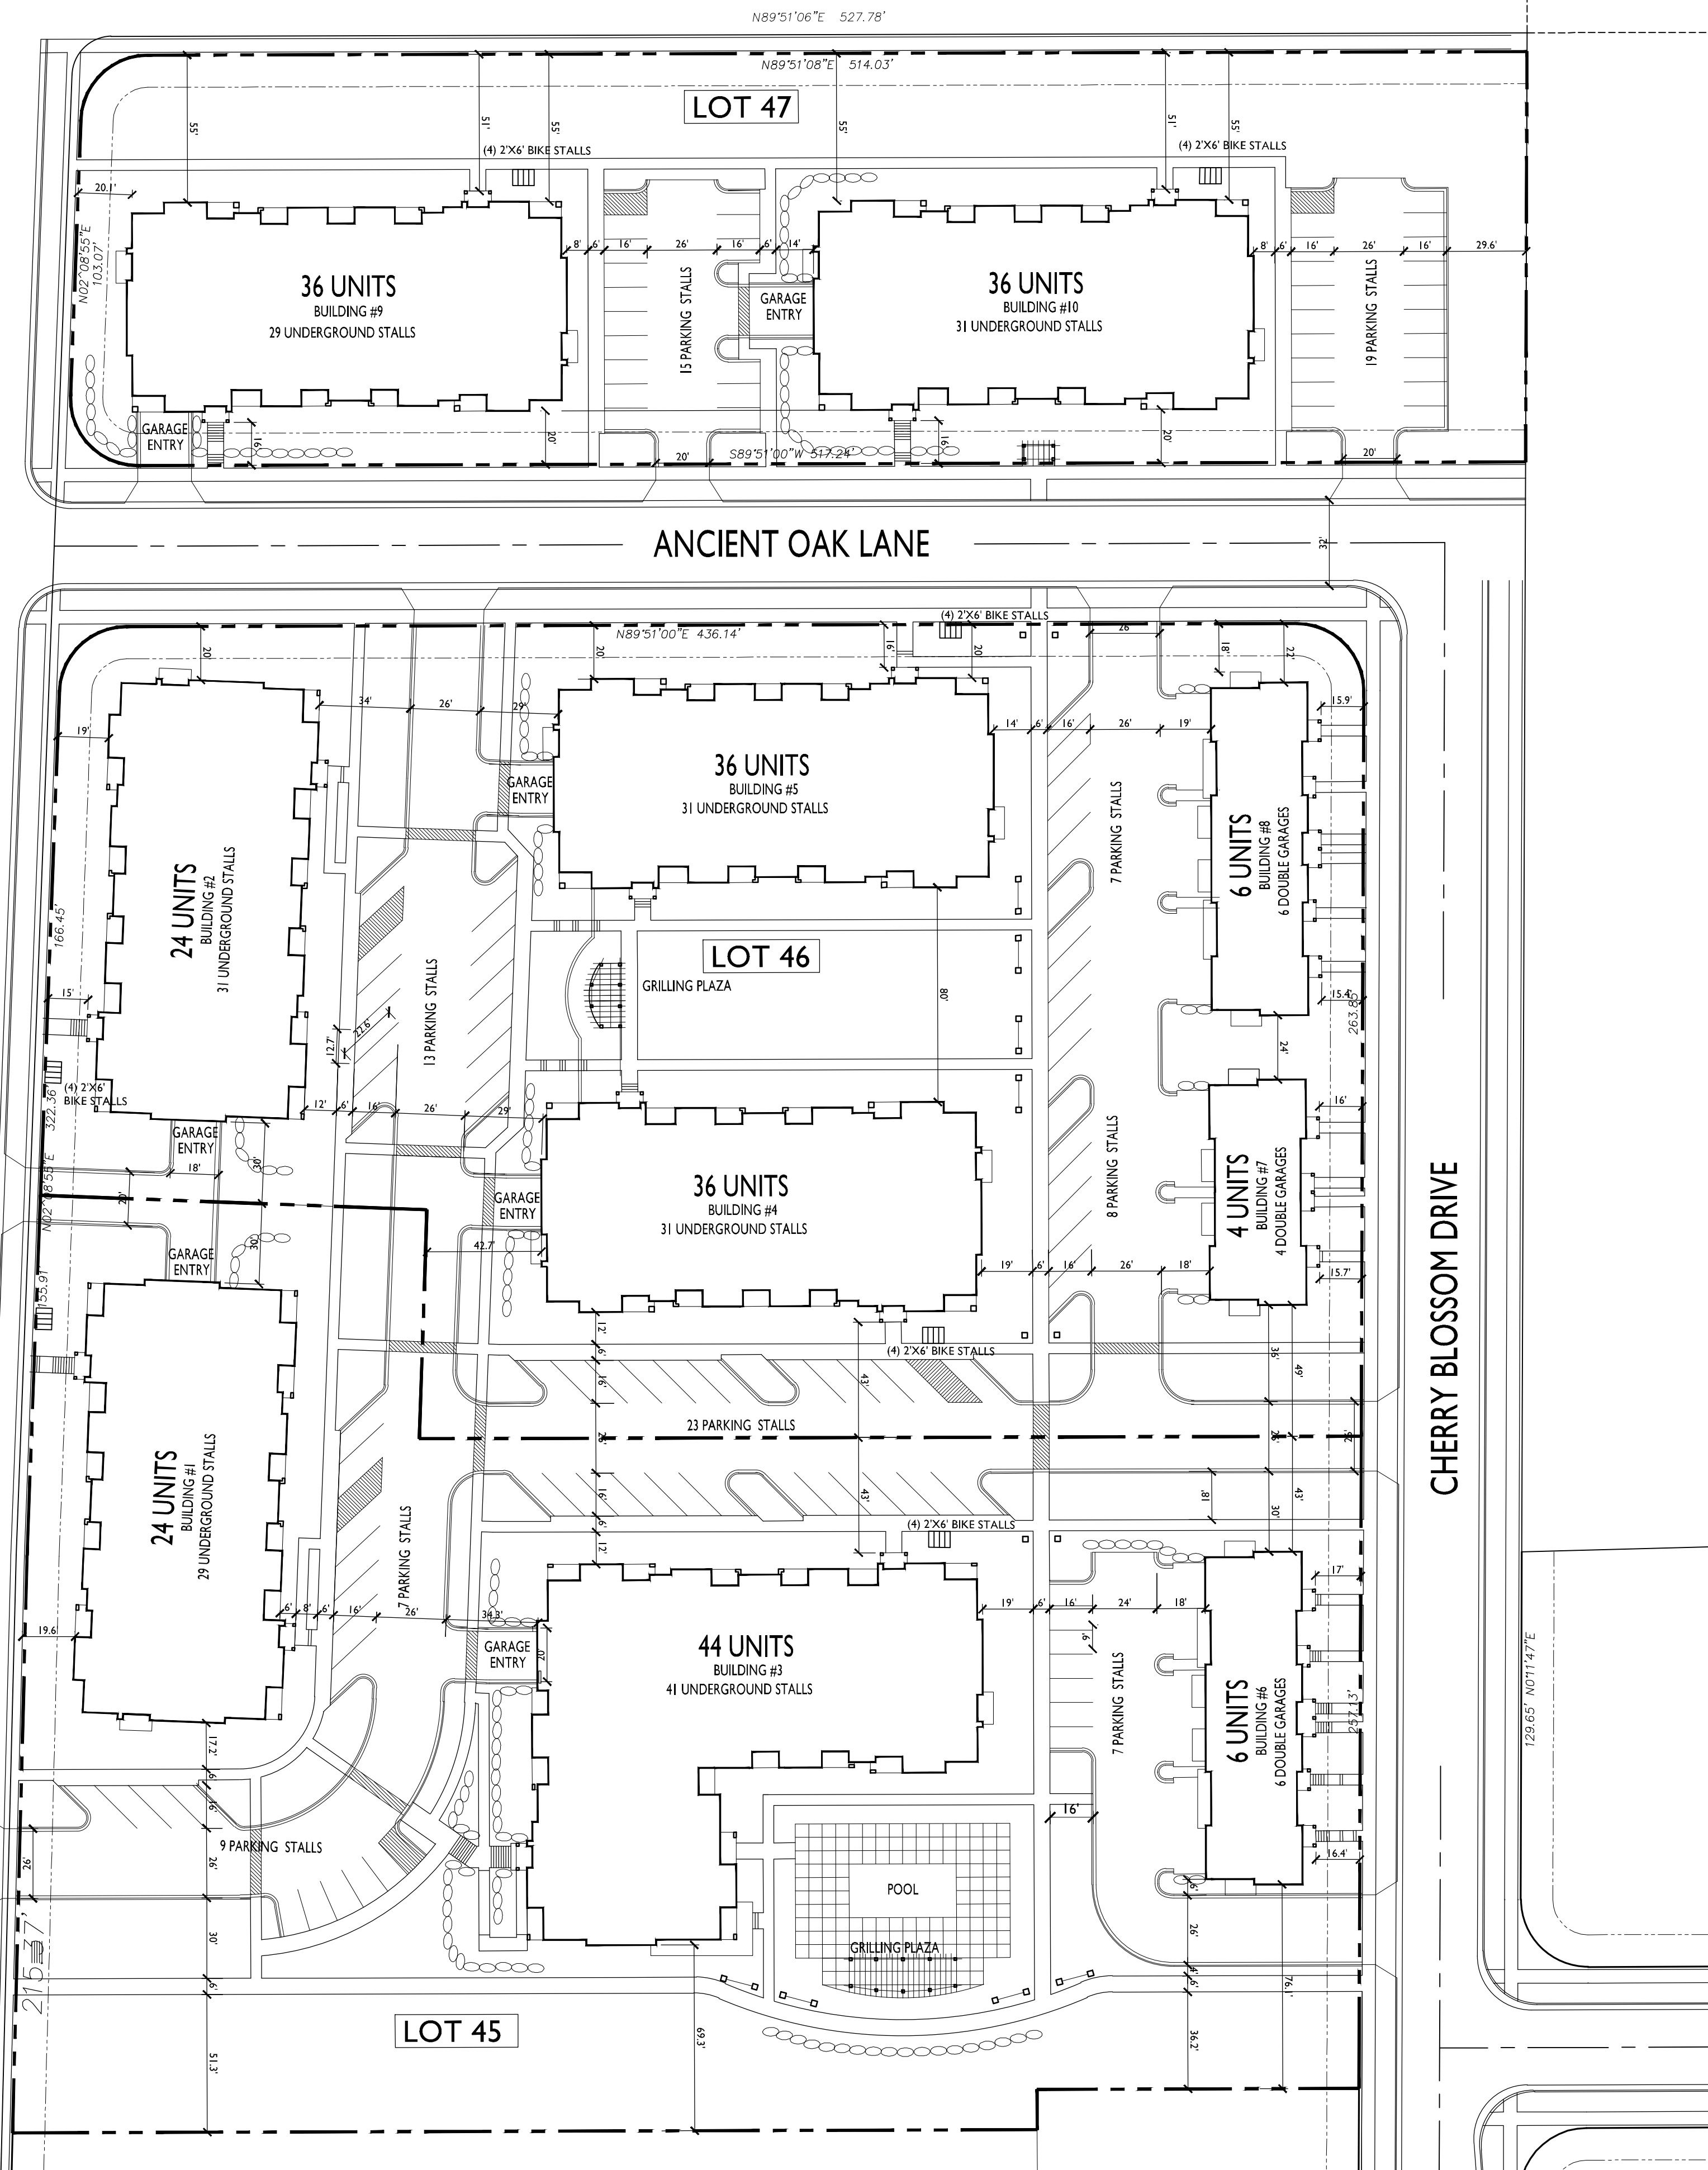 N89°51'06"E 527.78'
N89°51'08"E 514.03'
LOT 47
55'
51'
55'
55'
51'
55'
(4) 2'X6' BIKE STALLS
(4) 2'X6' BIKE STALLS
20.1'
N02°08'55"E
103.07'
8'
6'
16'
26'
16'
6'
14'
8'
6'
16'
26'
16'
29.6'
36 UNITS
BUILDING #9
29 UNDERGROUND STALLS
15 PARKING STALLS
GARAGE
ENTRY
36 UNITS
BUILDING #10
31 UNDERGROUND STALLS
19 PARKING STALLS
GARAGE
ENTRY
16'
20'
20'
S89°51'00"W 517.24'
16'
20'
20'
ANCIENT OAK LANE
32'
(4) 2'X6' BIKE STALLS
N89°51'00"E 436.14'
20'
20'
16'
20'
26'
18'
22'
34'
26'
29'
14'
6'
16'
26'
19'
15.9'
19'
GARAGE
ENTRY
36 UNITS
BUILDING #5
31 UNDERGROUND STALLS
7 PARKING STALLS
6 UNITS
BUILDING #8
6 DOUBLE GARAGES
24 UNITS
BUILDING #2
31 UNDERGROUND STALLS
166.45'
15'
LOT 46
GRILLING PLAZA
80'
15.4'
263.85'
13 PARKING STALLS
22.6'
12.7'
24'
(4) 2'X6'
BIKE STALLS
N02°08'55"E 322.36'
12'
6'
16'
26'
29'
16'
GARAGE
ENTRY
18'
30'
20'
GARAGE
ENTRY
36 UNITS
BUILDING #4
31 UNDERGROUND STALLS
8 PARKING STALLS
4 UNITS
BUILDING #7
4 DOUBLE GARAGES
CHERRY BLOSSOM DRIVE
42.7'
GARAGE
ENTRY
30'
155.91'
19'
6'
16'
26'
18'
15.7'
12'
6'
16'
26'
16'
6'
12'
(4) 2'X6' BIKE STALLS
43'
36'
49'
23 PARKING STALLS
26'
26'
43'
18'
30'
43'
(4) 2'X6' BIKE STALLS
24 UNITS
BUILDING #1
29 UNDERGROUND STALLS
7 PARKING STALLS
17'
6'
8'
6'
16'
26'
34.3'
19'
6'
16'
24'
18'
19.6'
GARAGE
ENTRY
20'
44 UNITS
BUILDING #3
41 UNDERGROUND STALLS
9'
7 PARKING STALLS
6 UNITS
BUILDING #6
6 DOUBLE GARAGES
257.13'
129.65' N0°11'47"E
17.2'
6'
16'
26'
30'
6'
51.3'
9 PARKING STALLS
26'
16'
16.4'
POOL
GRILLING PLAZA
6'
26'
4'
6'
36.2'
76.1'
215.37'
LOT 45
69.3'